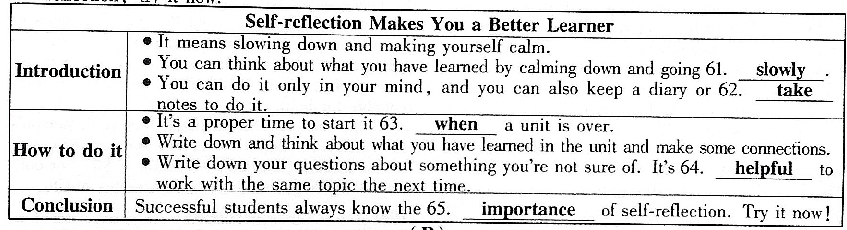 Self-reflection Makes You a Better Learner
Introduction
● It means slowing down and making yourself calm.
● You can think about what you have learned by calming down and going 61. slowly .
● You can do it only in your mind, and you can also keep a diary or 62. take
notes to do it.
How to do it
● It's a proper time to start it 63. when a unit is over.
● Write down and think about what you have learned in the unit and make some connections.
● Write down your questions about something you're not sure of. It's 64. helpful to
work with the same topic the next time.
Conclusion
Successful students always know the 65. importance of self-reflection. Try it now!